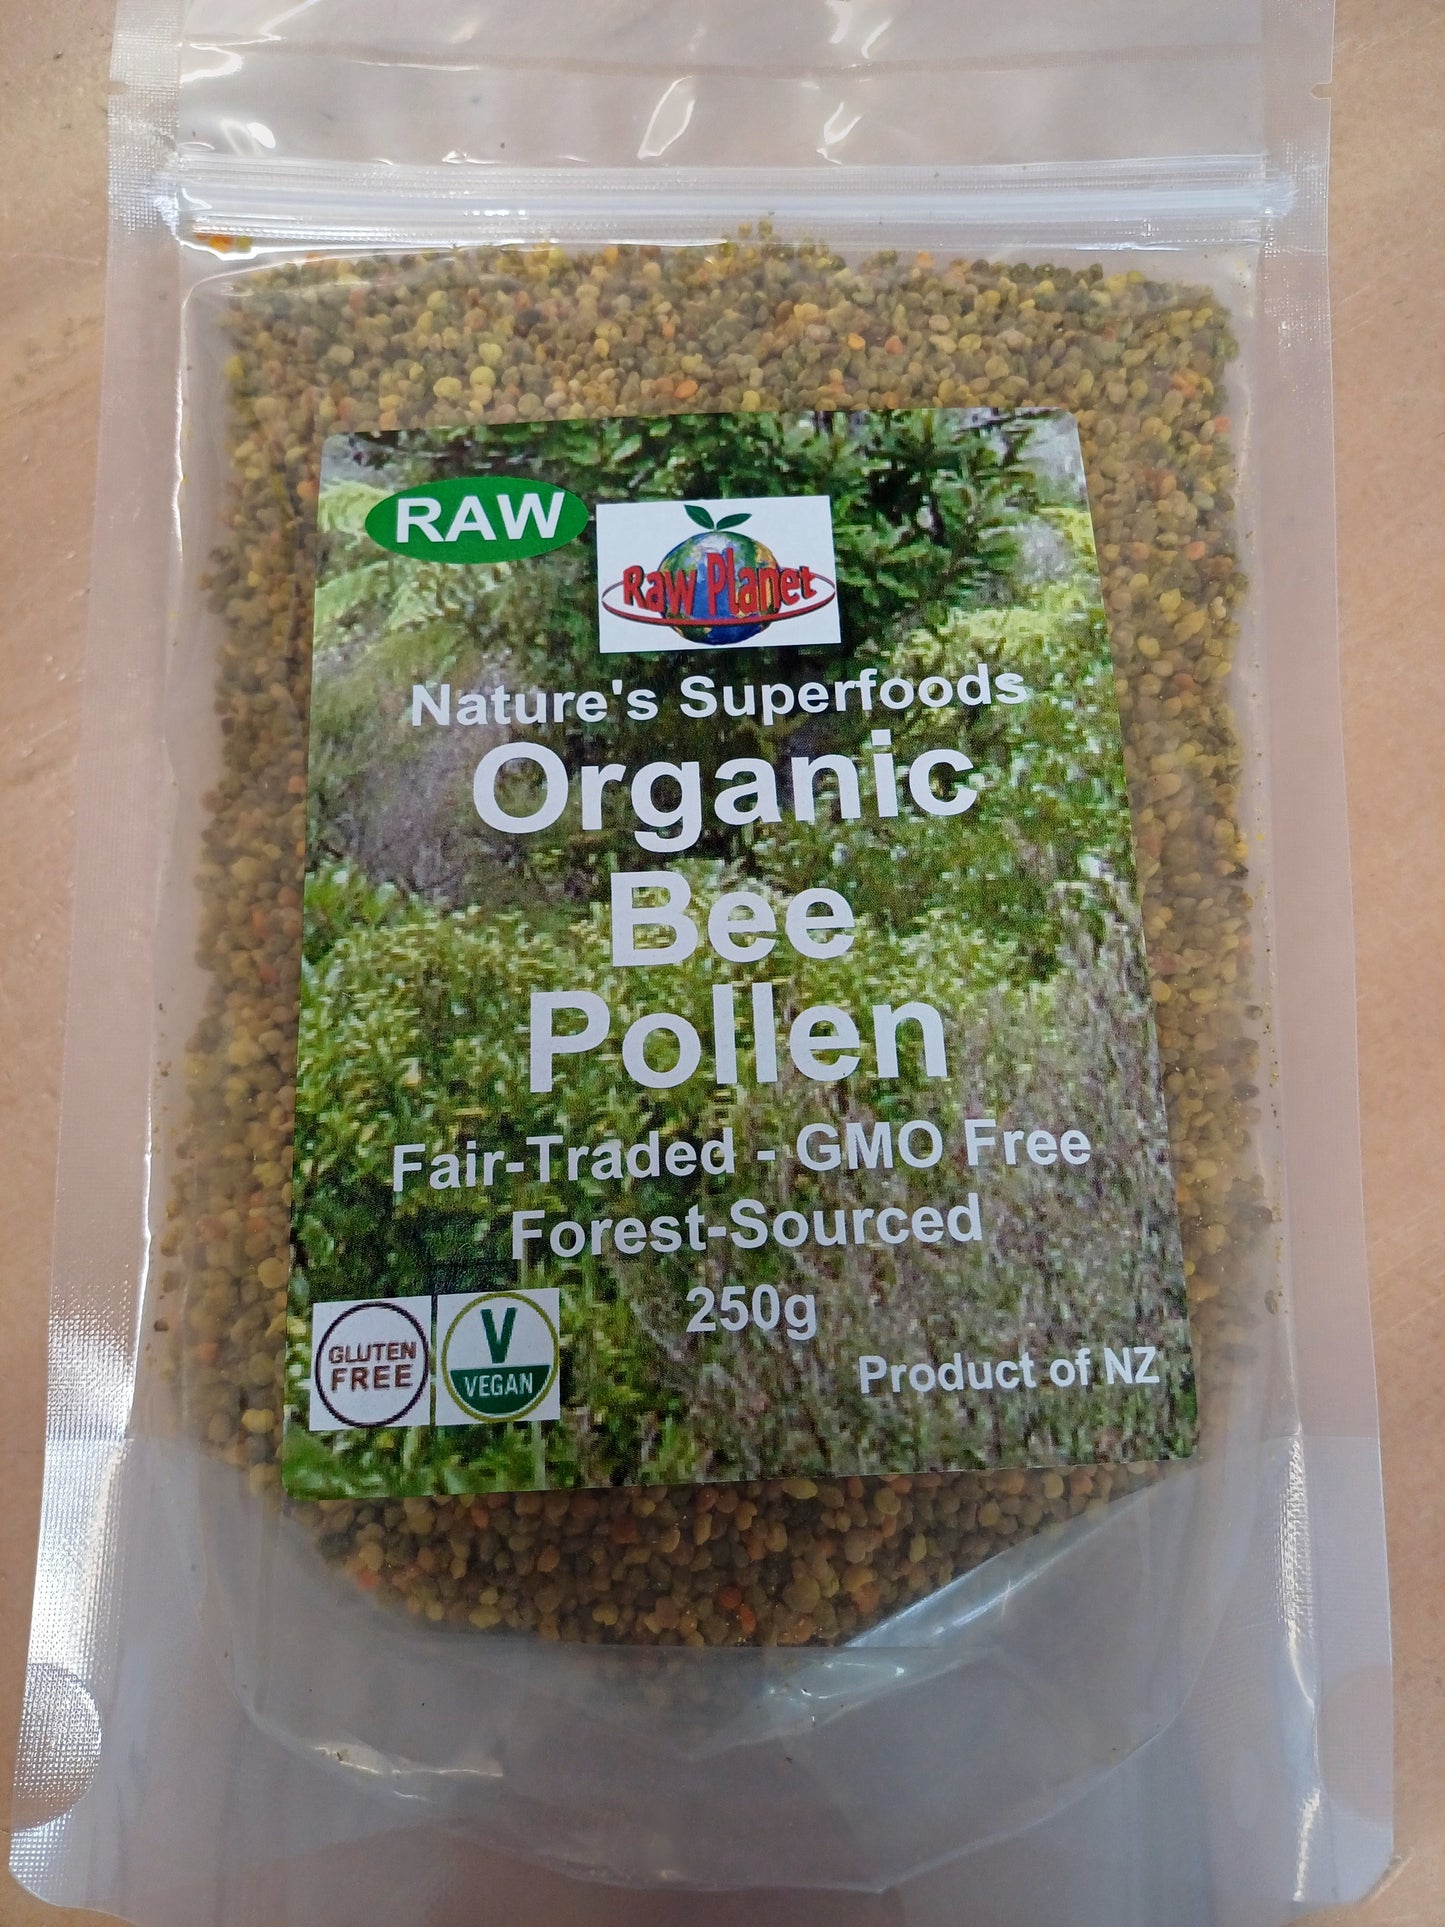 RAW
Raw Planet
Nature's Superfoods
Organic
Bee
Pollen
Fair-Traded - GMO Free
Forest-Sourced
250g
GLUTEN
FREE
V
VEGAN
Product of NZ